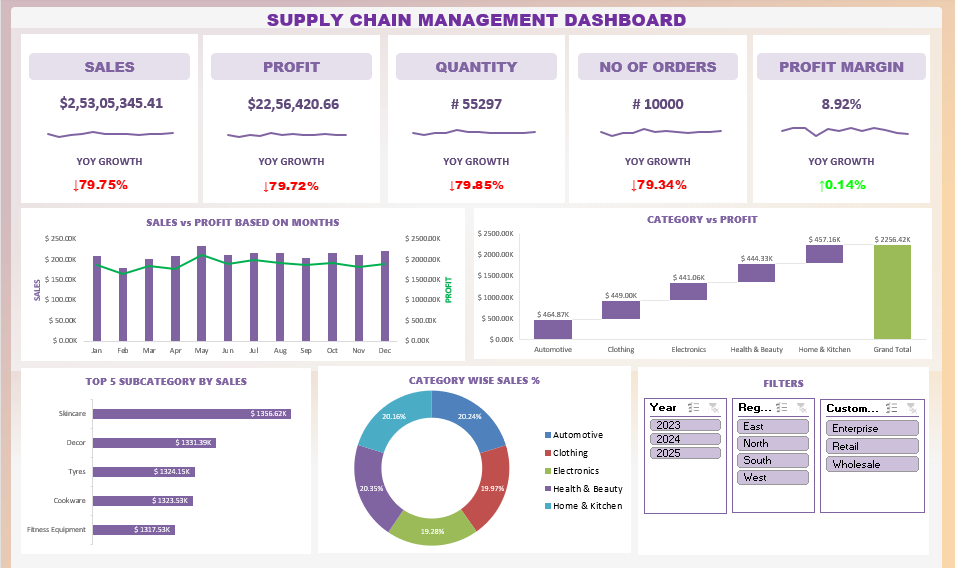 SUPPLY CHAIN MANAGEMENT DASHBOARD
SALES
$2,53,05,345.41
YOY GROWTH
↓79.75%
PROFIT
$22,56,420.66
YOY GROWTH
↓79.72%
QUANTITY
# 55297
YOY GROWTH
↓79.85%
NO OF ORDERS
# 10000
YOY GROWTH
↓79.34%
PROFIT MARGIN
8.92%
YOY GROWTH
↑0.14%
SALES vs PROFIT BASED ON MONTHS
SALES
$ 250.00K
$ 200.00K
$ 150.00K
$ 100.00K
$ 50.00K
$ 0.00K
$ 2500.00K
$ 2000.00K
$ 1500.00K
$ 1000.00K
$ 500.00K
$ 0.00K
PROFIT
Jan Feb Mar Apr May Jun Jul Aug Sep Oct Nov Dec
CATEGORY vs PROFIT
$ 2500.00K
$ 2000.00K
$ 1500.00K
$ 1000.00K
$ 500.00K
$ 0.00K
$ 464.87K
$ 449.00K
$ 441.06K
$ 444.33K
$ 457.16K
$ 2256.42K
Automotive Clothing Electronics Health & Beauty Home & Kitchen Grand Total
TOP 5 SUBCATEGORY BY SALES
Skincare $ 1356.62K
Decor $ 1331.39K
Tyres $ 1324.15K
Cookware $ 1323.53K
Fitness Equipment $ 1317.53K
CATEGORY WISE SALES %
20.16%
20.24%
20.35%
19.97%
19.28%
Automotive
Clothing
Electronics
Health & Beauty
Home & Kitchen
FILTERS
Year
2023
2024
2025
Reg...
East
North
South
West
Custom...
Enterprise
Retail
Wholesale